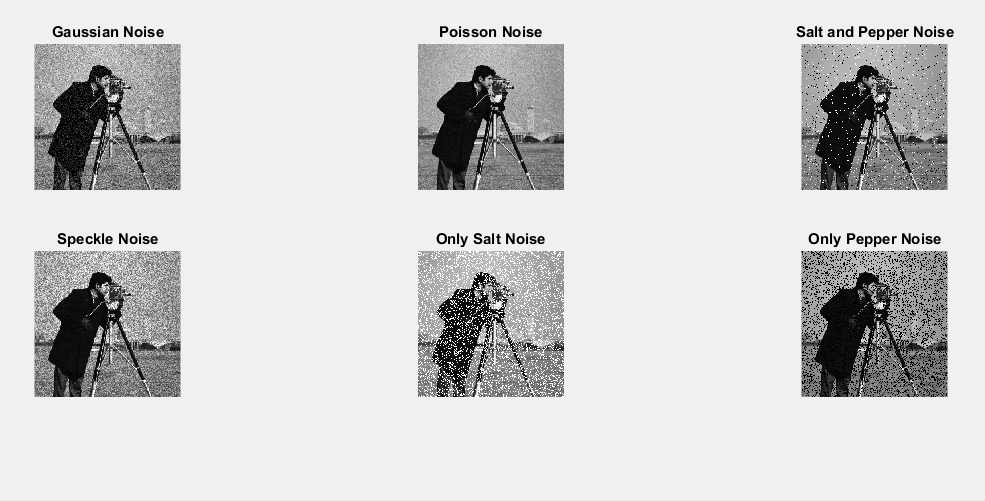 Gaussian Noise
Poisson Noise
Salt and Pepper Noise
Speckle Noise
Only Salt Noise
Only Pepper Noise